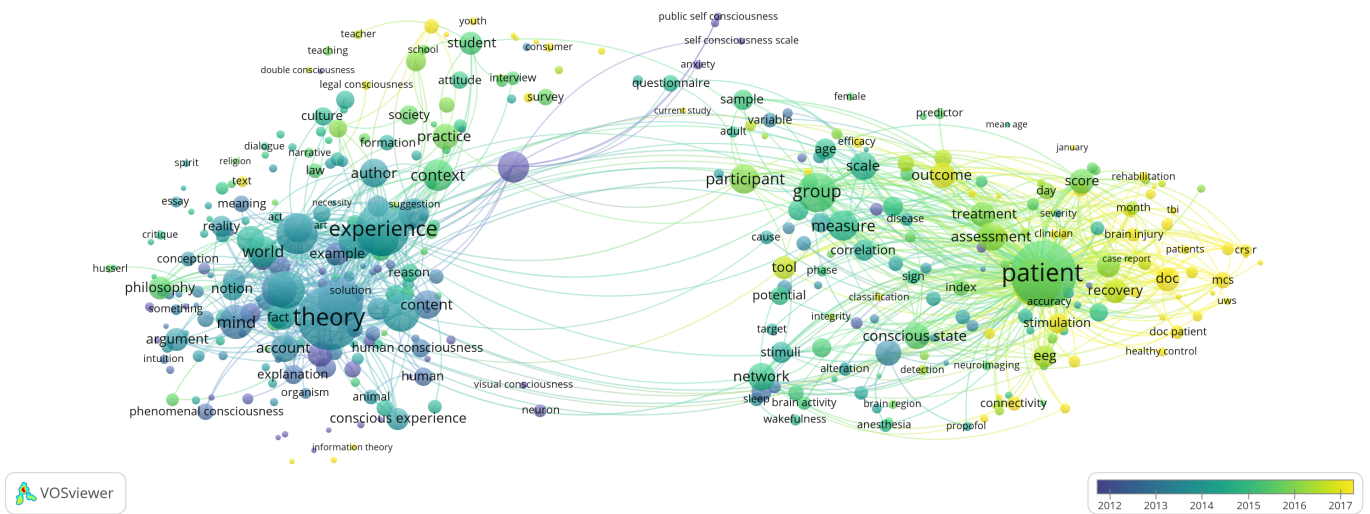 youth
public self consciousness
teacher
student
self consciousness scale
teaching
school
consumer
double consciousness
anxiety
legal consciousness
attitude
interview
questionnaire
survey
sample
female
culture
society
current study
variable
predictor
practice
adult
mean age
dialogue
formation
efficacy
narrative
age
january
spirit
religion
law
author
context
scale
outcome
rehabilitation
text
participant
group
day
score
essay
meaning
necessity
suggestion
treatment
severity
month
tbi
reality
act
art
experience
measure
disease
clinician
brain injury
critique
world
example
cause
correlation
assessment
patients
crs r
conception
case report
husserl
reason
tool
phase
sign
patient
doc
mcs
philosophy
notion
solution
content
potential
classification
index
recovery
something
accuracy
uws
mind
fact
theory
integrity
stimulation
argument
target
conscious state
doc patient
intuition
account
human consciousness
stimuli
eeg
healthy control
explanation
human
network
alteration
detection
neuroimaging
organism
visual consciousness
animal
sleep
brain activity
brain region
connectivity
phenomenal consciousness
conscious experience
neuron
wakefulness
anesthesia
propofol
information theory
VOSviewer
2012 2013 2014 2015 2016 2017